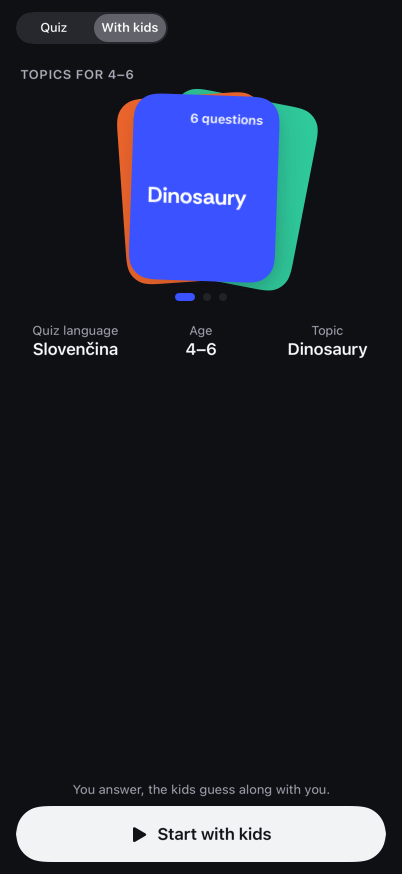 Quiz
With kids
TOPICS FOR 4–6
6 questions
Dinosaury
Quiz language
Age
Topic
Slovenčina
4–6
Dinosaury
You answer, the kids guess along with you.
Start with kids